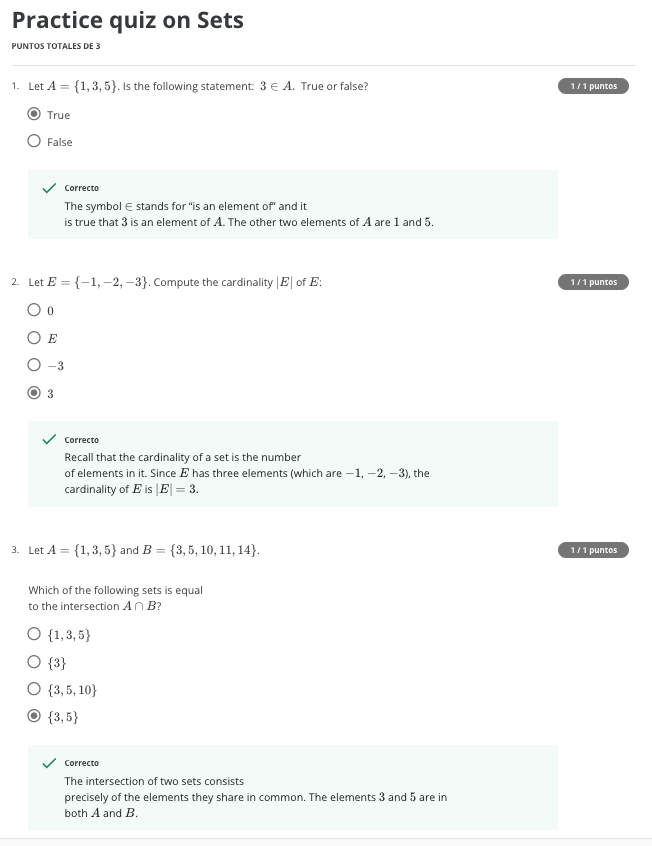 Practice quiz on Sets
PUNTOS TOTALES DE 3
1. Let A = {1, 3, 5}. Is the following statement: 3 ∈ A. True or false?
1 / 1 puntos
True
False
Correcto
The symbol ∈ stands for “is an element of” and it
is true that 3 is an element of A. The other two elements of A are 1 and 5.
2. Let E = {−1, −2, −3}. Compute the cardinality |E| of E:
1 / 1 puntos
0
E
−3
3
Correcto
Recall that the cardinality of a set is the number
of elements in it. Since E has three elements (which are −1, −2, −3), the
cardinality of E is |E| = 3.
3. Let A = {1, 3, 5} and B = {3, 5, 10, 11, 14}.
1 / 1 puntos
Which of the following sets is equal
to the intersection A ∩ B?
{1, 3, 5}
{3}
{3, 5, 10}
{3, 5}
Correcto
The intersection of two sets consists
precisely of the elements they share in common. The elements 3 and 5 are in
both A and B.